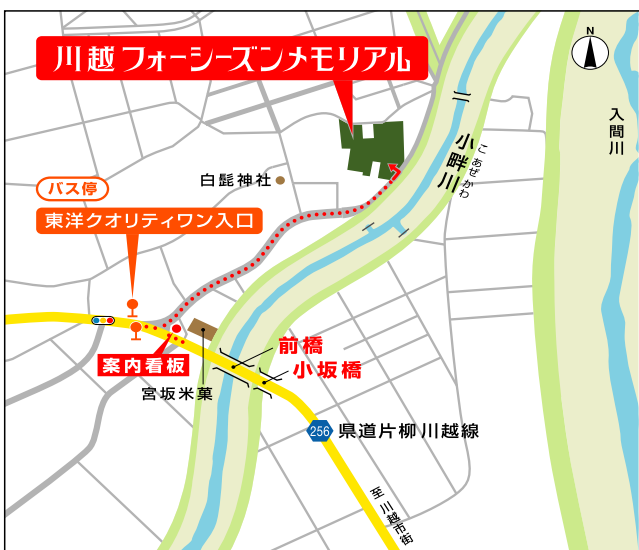 川越フォーシーズンメモリアル
N
入間川
小畔川
こあぜかわ
白髭神社
バス停
東洋クオリティワン入口
案内看板
宮坂米菓
前橋
小坂橋
256
県道片柳川越線
至川越市街